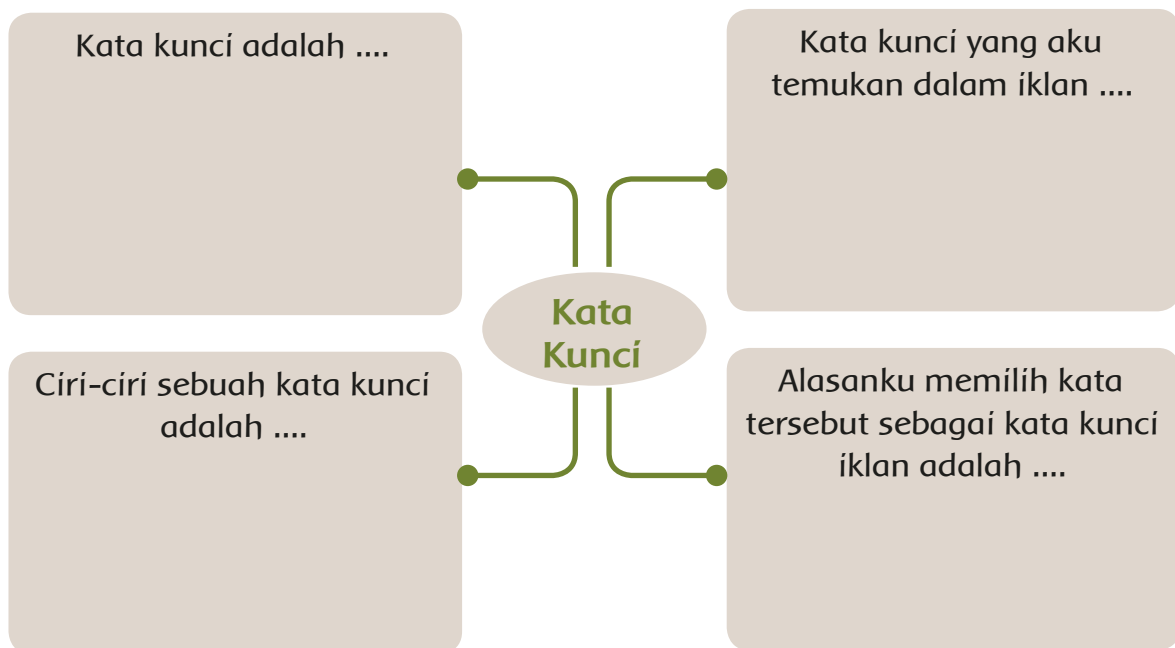 Kata kunci adalah ....
Kata kunci yang aku
temukan dalam iklan ....
Kata
Kunci
Ciri-ciri sebuah kata kunci
adalah ....
Alasanku memilih kata
tersebut sebagai kata kunci
iklan adalah ....